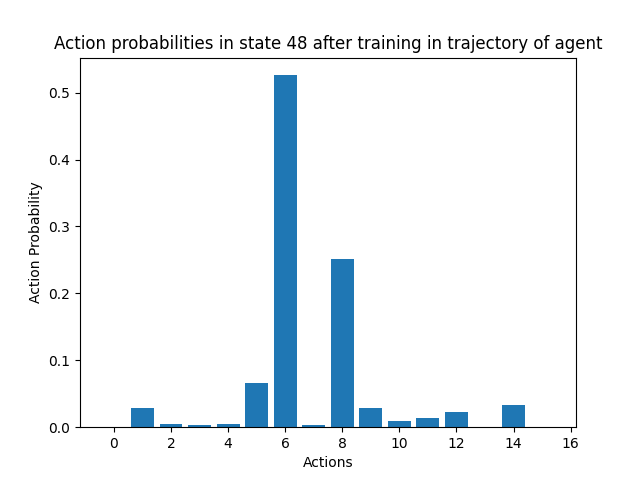 Action probabilities in state 48 after training in trajectory of agent
0.5
0.4
0.3
0.2
0.1
0.0
Action Probability
0 2 4 6 8 10 12 14 16
Actions